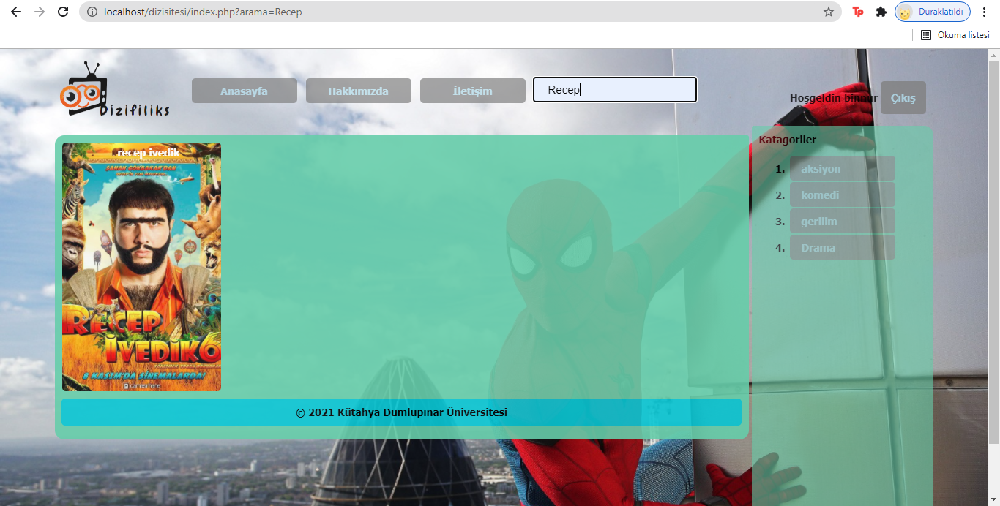 localhost/dizisitesi/index.php?arama=Recep
Tp
Duraklatıldı
Okuma listesi
Dizifiliks
Anasayfa
Hakkımızda
İletişim
Recep
Hoşgeldin binnur
Çıkış
recep ivedik
ŞAHAN GÖKBAKAR'DAN
RECEP
İVEDİK 6
8 KASIM'DA SİNEMALARDA!
Katagoriler
1. aksiyon
2. komedi
3. gerilim
4. Drama
© 2021 Kütahya Dumlupınar Üniversitesi